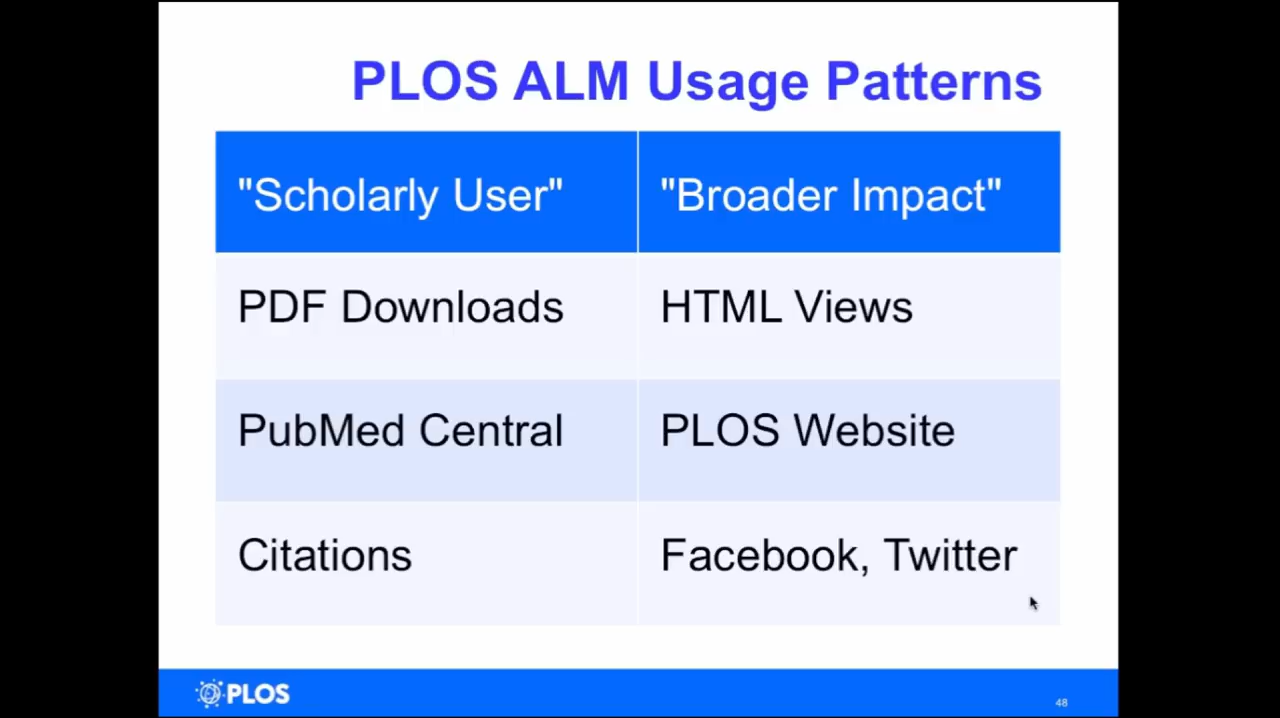 PLOS ALM Usage Patterns
"Scholarly User" "Broader Impact"
PDF Downloads HTML Views
PubMed Central PLOS Website
Citations Facebook, Twitter
PLOS 48